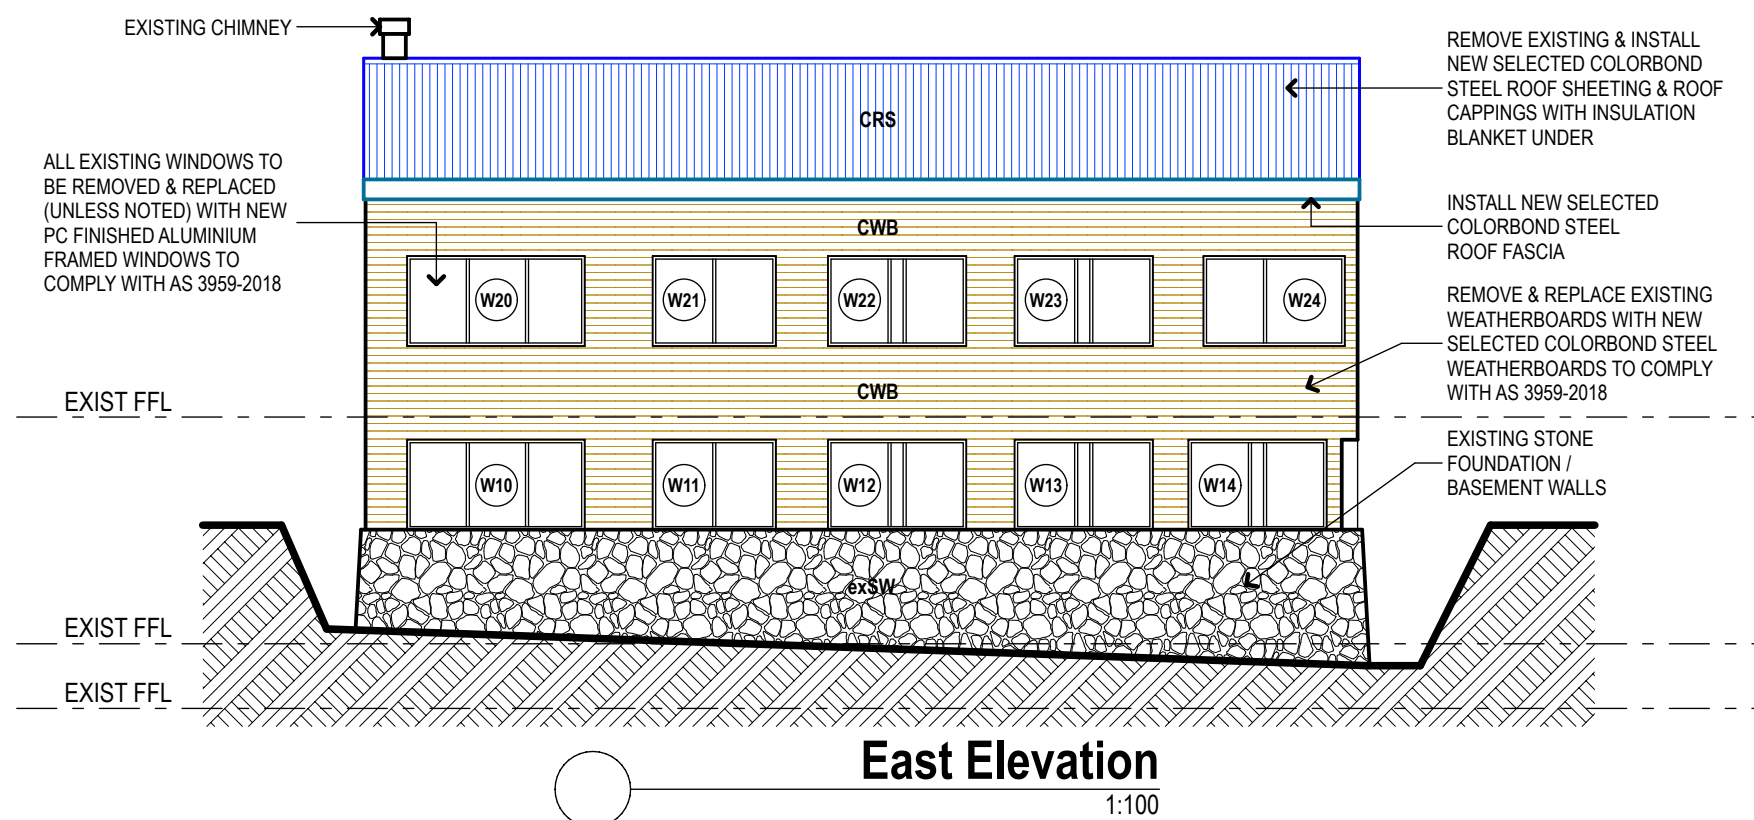 EXISTING CHIMNEY
REMOVE EXISTING & INSTALL
NEW SELECTED COLORBOND
STEEL ROOF SHEETING & ROOF
CAPPINGS WITH INSULATION
BLANKET UNDER
CRS
ALL EXISTING WINDOWS TO
BE REMOVED & REPLACED
(UNLESS NOTED) WITH NEW
PC FINISHED ALUMINIUM
FRAMED WINDOWS TO
COMPLY WITH AS 3959-2018
INSTALL NEW SELECTED
COLORBOND STEEL
ROOF FASCIA
CWB
W20
W21
W22
W23
W24
REMOVE & REPLACE EXISTING
WEATHERBOARDS WITH NEW
SELECTED COLORBOND STEEL
WEATHERBOARDS TO COMPLY
WITH AS 3959-2018
CWB
EXIST FFL
EXISTING STONE
FOUNDATION /
BASEMENT WALLS
W10
W11
W12
W13
W14
exSW
EXIST FFL
EXIST FFL
East Elevation
1:100